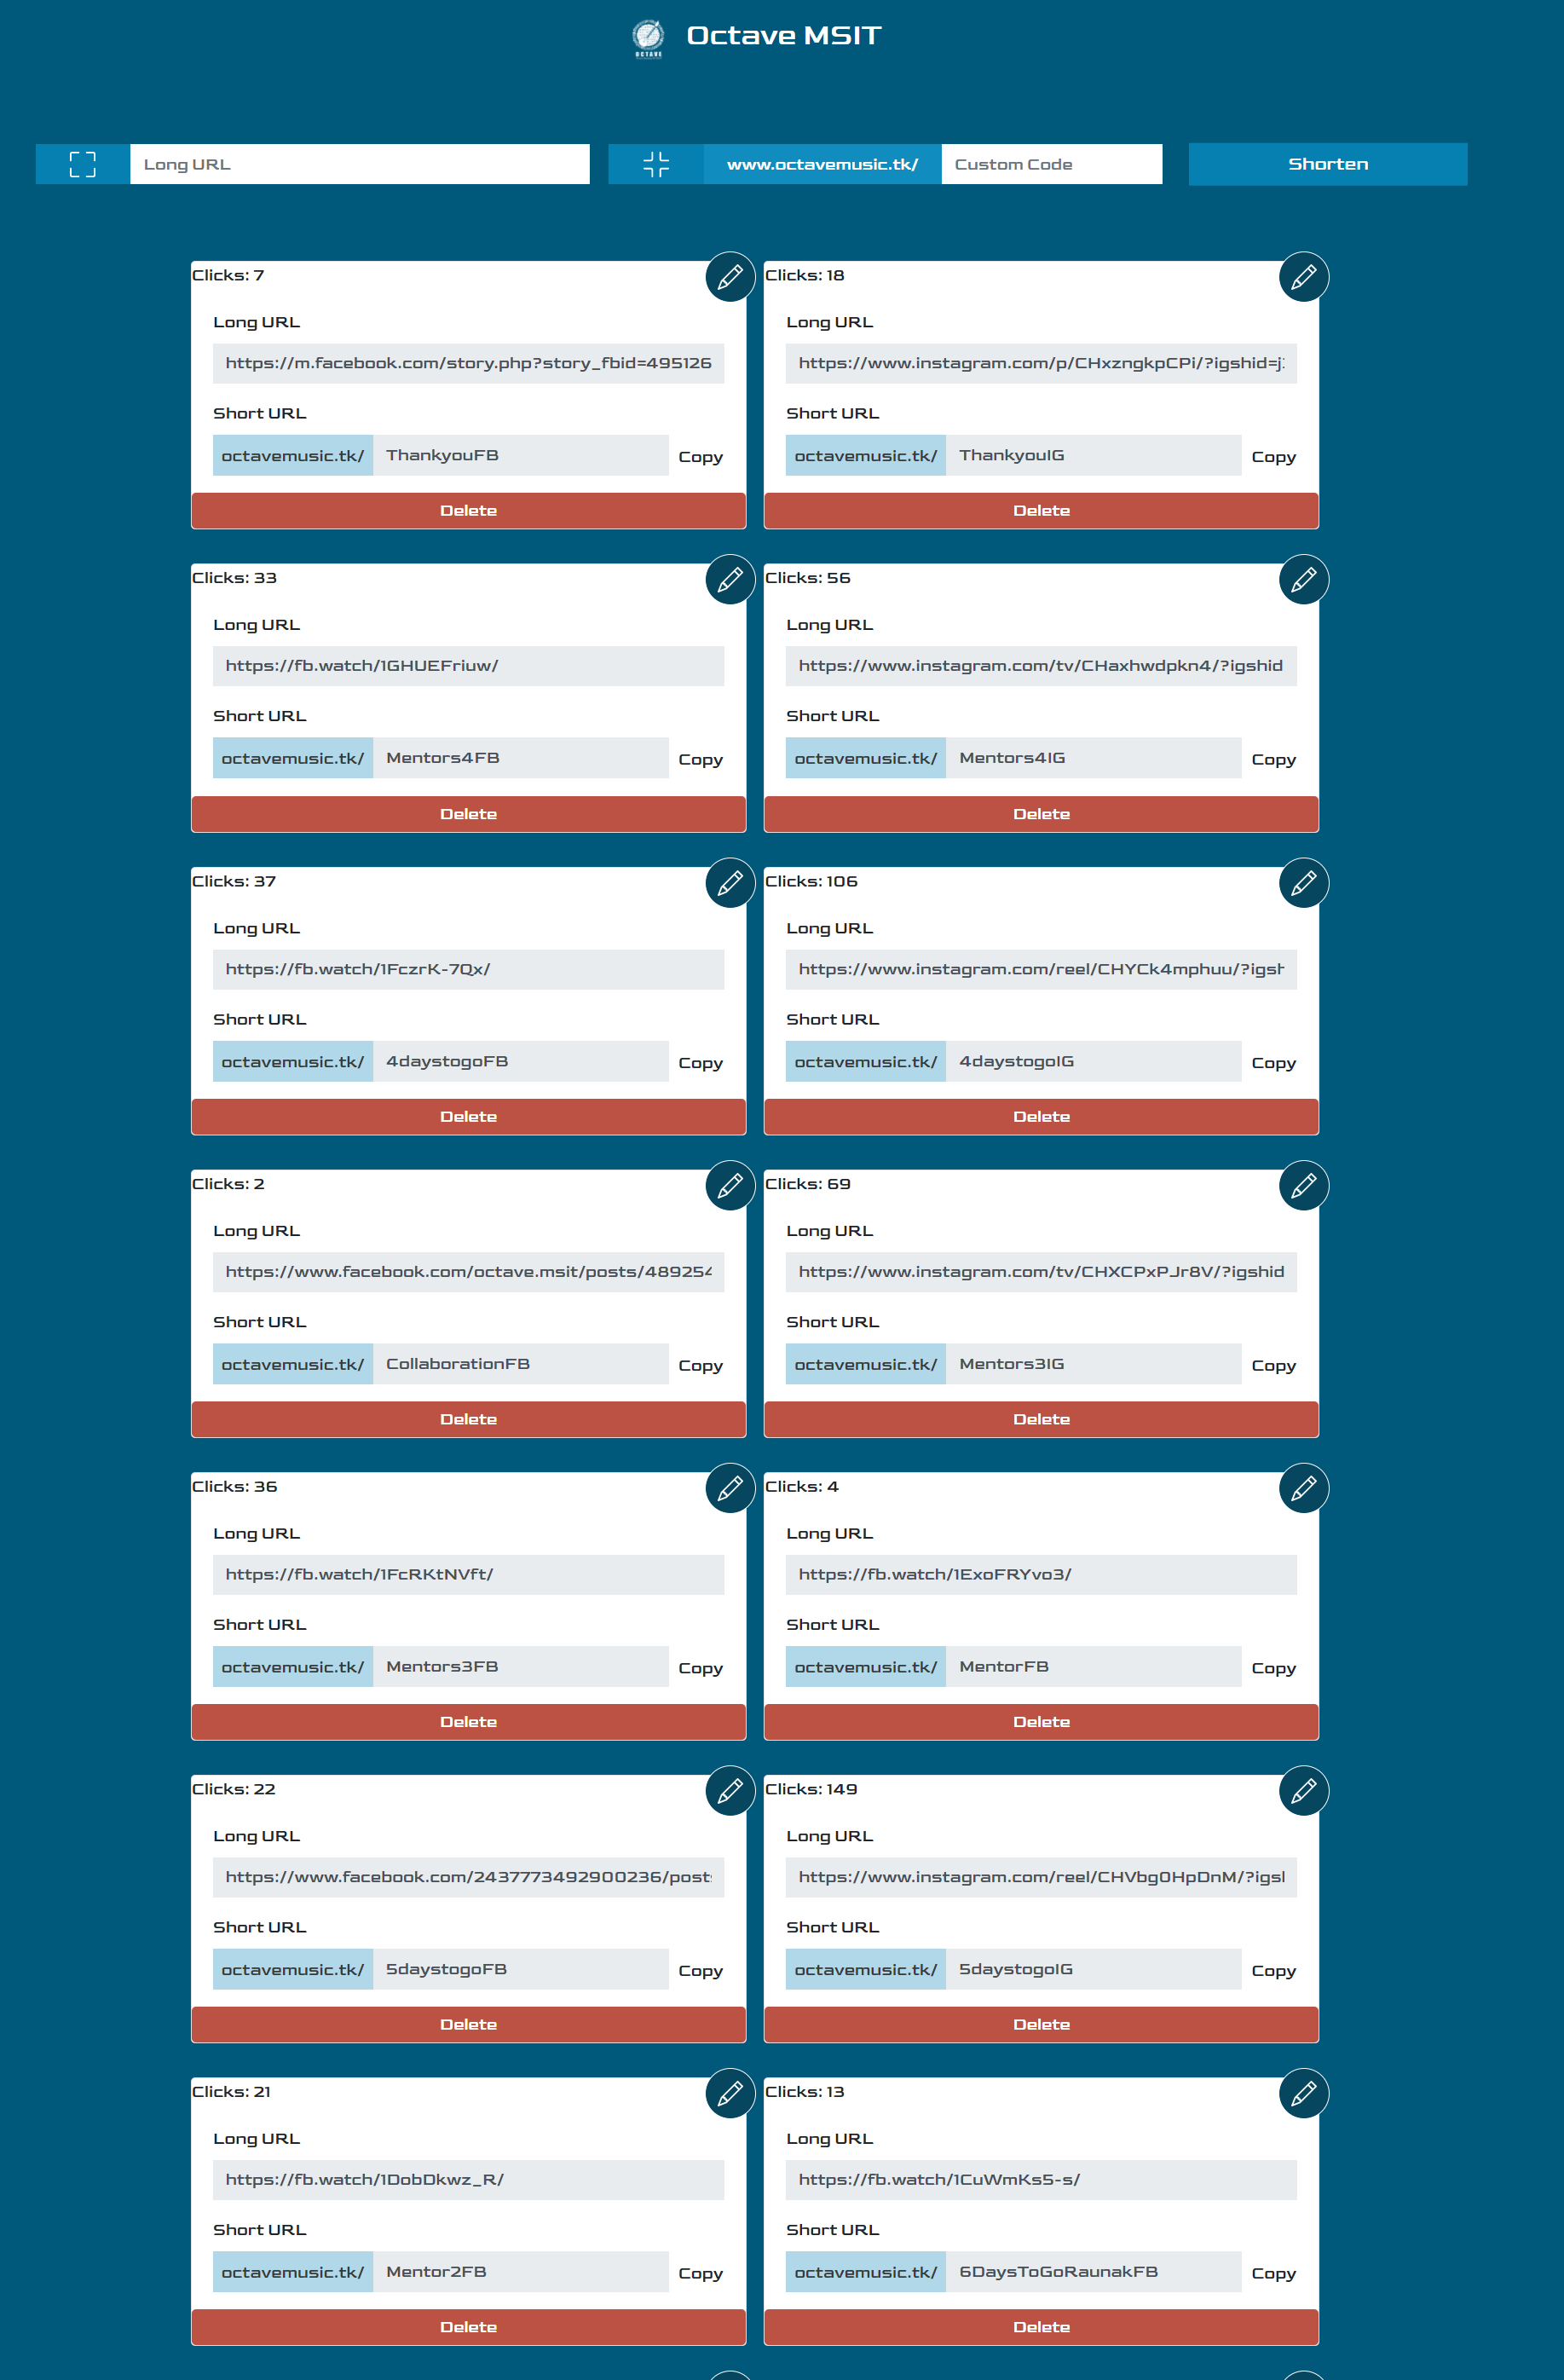 OCTAVE
Octave MSIT
Long URL
www.octavemusic.tk/
Custom Code
Shorten
Clicks: 7
Long URL
https://m.facebook.com/story.php?story_fbid=495126
Short URL
octavemusic.tk/ ThankyouFB Copy
Delete
Clicks: 18
Long URL
https://www.instagram.com/p/CHxzngkpCPi/?igshid=j
Short URL
octavemusic.tk/ ThankyouIG Copy
Delete
Clicks: 33
Long URL
https://fb.watch/1GHUEFriuw/
Short URL
octavemusic.tk/ Mentors4FB Copy
Delete
Clicks: 56
Long URL
https://www.instagram.com/tv/CHaxhwdpkn4/?igshid
Short URL
octavemusic.tk/ Mentors4IG Copy
Delete
Clicks: 37
Long URL
https://fb.watch/1FczrK-7Qx/
Short URL
octavemusic.tk/ 4daystogoFB Copy
Delete
Clicks: 106
Long URL
https://www.instagram.com/reel/CHYCk4mphuu/?igsh
Short URL
octavemusic.tk/ 4daystogoIG Copy
Delete
Clicks: 2
Long URL
https://www.facebook.com/octave.msit/posts/489254
Short URL
octavemusic.tk/ CollaborationFB Copy
Delete
Clicks: 69
Long URL
https://www.instagram.com/tv/CHXCPxPJr8V/?igshid
Short URL
octavemusic.tk/ Mentors3IG Copy
Delete
Clicks: 36
Long URL
https://fb.watch/1FcRKtNVft/
Short URL
octavemusic.tk/ Mentors3FB Copy
Delete
Clicks: 4
Long URL
https://fb.watch/1ExoFRYvo3/
Short URL
octavemusic.tk/ MentorFB Copy
Delete
Clicks: 22
Long URL
https://www.facebook.com/2437773492900236/posts
Short URL
octavemusic.tk/ 5daystogoFB Copy
Delete
Clicks: 149
Long URL
https://www.instagram.com/reel/CHVbg0HpDnM/?igsl
Short URL
octavemusic.tk/ 5daystogoIG Copy
Delete
Clicks: 21
Long URL
https://fb.watch/1DobDkwz_R/
Short URL
octavemusic.tk/ Mentor2FB Copy
Delete
Clicks: 13
Long URL
https://fb.watch/1CuWmKs5-s/
Short URL
octavemusic.tk/ 6DaysToGoRaunakFB Copy
Delete